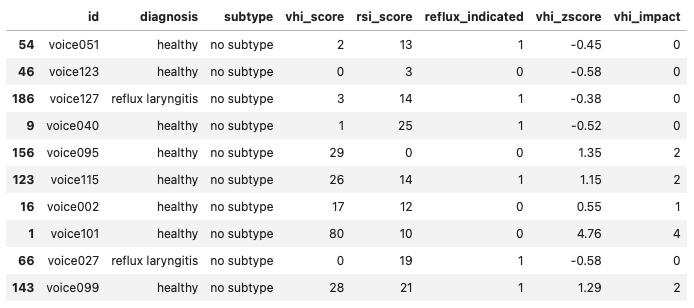 id diagnosis subtype vhi_score rsi_score reflux_indicated vhi_zscore vhi_impact
54 voice051 healthy no subtype 2 13 1 -0.45 0
46 voice123 healthy no subtype 0 3 0 -0.58 0
186 voice127 reflux laryngitis no subtype 3 14 1 -0.38 0
9 voice040 healthy no subtype 1 25 1 -0.52 0
156 voice095 healthy no subtype 29 0 0 1.35 2
123 voice115 healthy no subtype 26 14 1 1.15 2
16 voice002 healthy no subtype 17 12 0 0.55 1
1 voice101 healthy no subtype 80 10 0 4.76 4
66 voice027 reflux laryngitis no subtype 0 19 1 -0.58 0
143 voice099 healthy no subtype 28 21 1 1.29 2